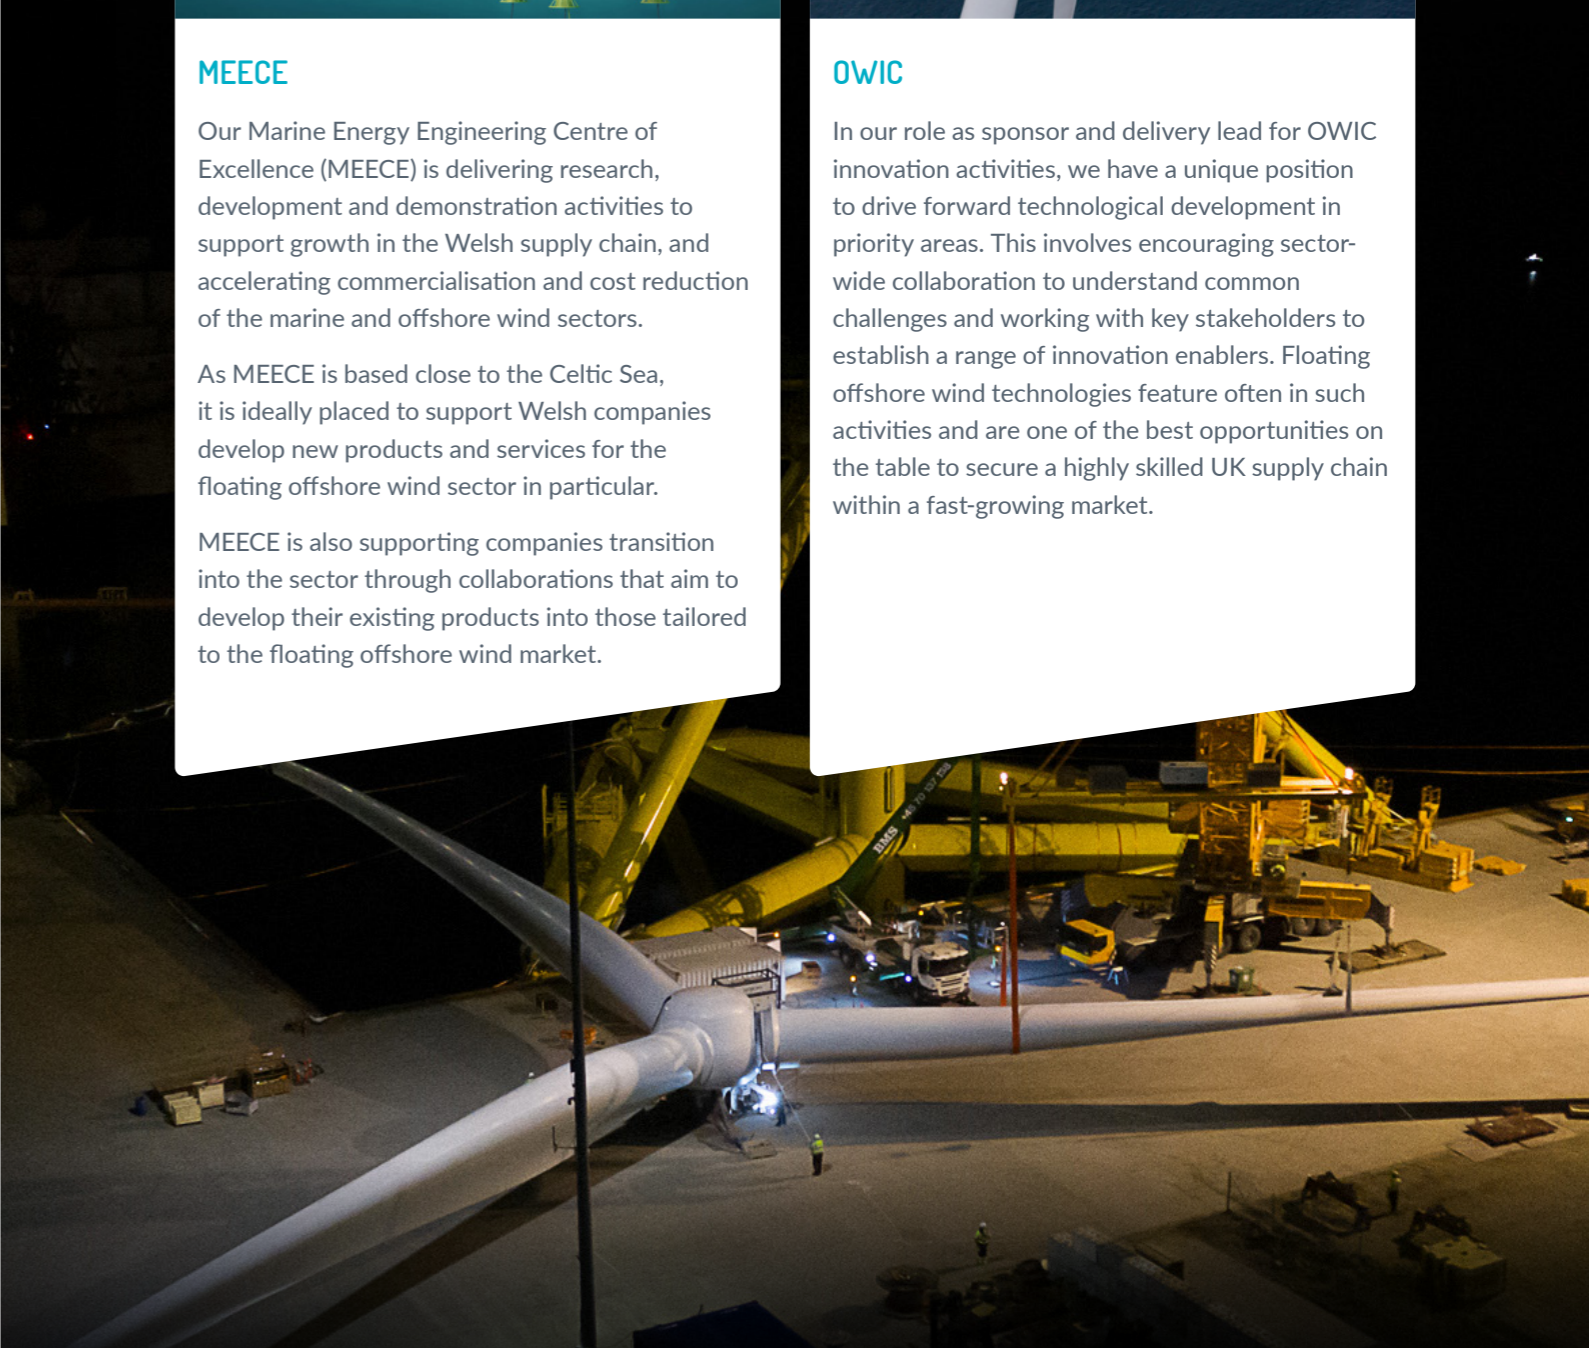 MEECE
Our Marine Energy Engineering Centre of
Excellence (MEECE) is delivering research,
development and demonstration activities to
support growth in the Welsh supply chain, and
accelerating commercialisation and cost reduction
of the marine and offshore wind sectors.
As MEECE is based close to the Celtic Sea,
it is ideally placed to support Welsh companies
develop new products and services for the
floating offshore wind sector in particular.
MEECE is also supporting companies transition
into the sector through collaborations that aim to
develop their existing products into those tailored
to the floating offshore wind market.
OWIC
In our role as sponsor and delivery lead for OWIC
innovation activities, we have a unique position
to drive forward technological development in
priority areas. This involves encouraging sector-
wide collaboration to understand common
challenges and working with key stakeholders to
establish a range of innovation enablers. Floating
offshore wind technologies feature often in such
activities and are one of the best opportunities on
the table to secure a highly skilled UK supply chain
within a fast-growing market.
BMS +45 70 137 138